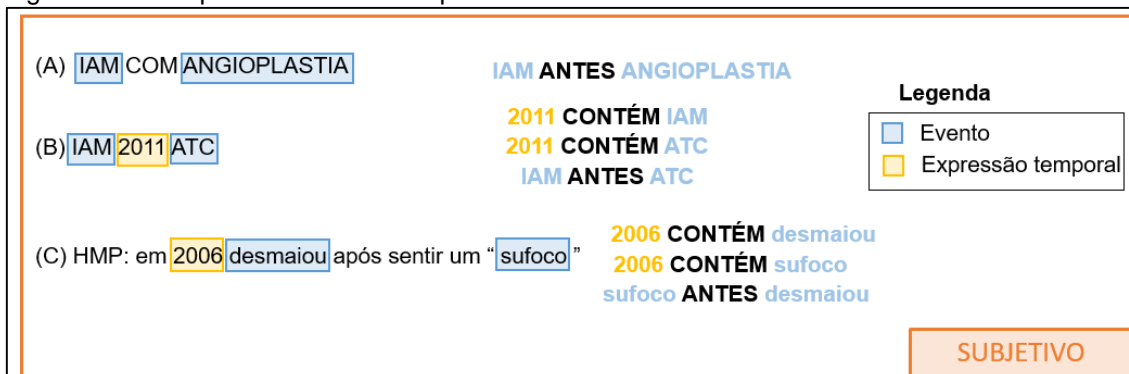 (A) IAM COM ANGIOPLASTIA
IAM ANTES ANGIOPLASTIA
(B) IAM 2011 ATC
2011 CONTÉM IAM
2011 CONTÉM ATC
IAM ANTES ATC
(C) HMP: em 2006 desmaiou após sentir um “sufoco”
2006 CONTÉM desmaiou
2006 CONTÉM sufoco
sufoco ANTES desmaiou
Legenda
Evento
Expressão temporal
SUBJETIVO